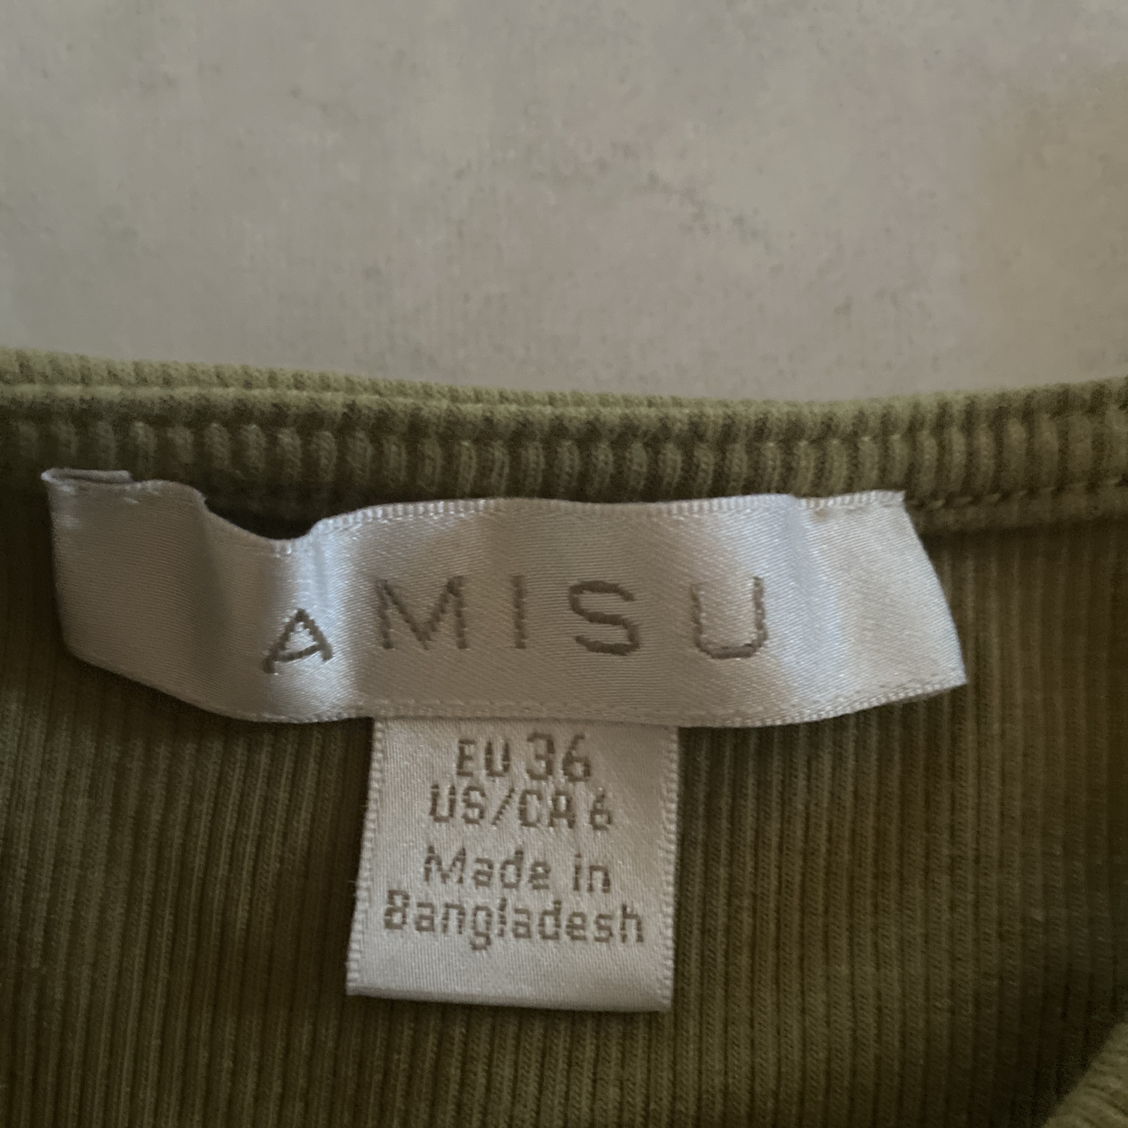 AMISU
EU 36
US/CA 6
Made in
Bangladesh